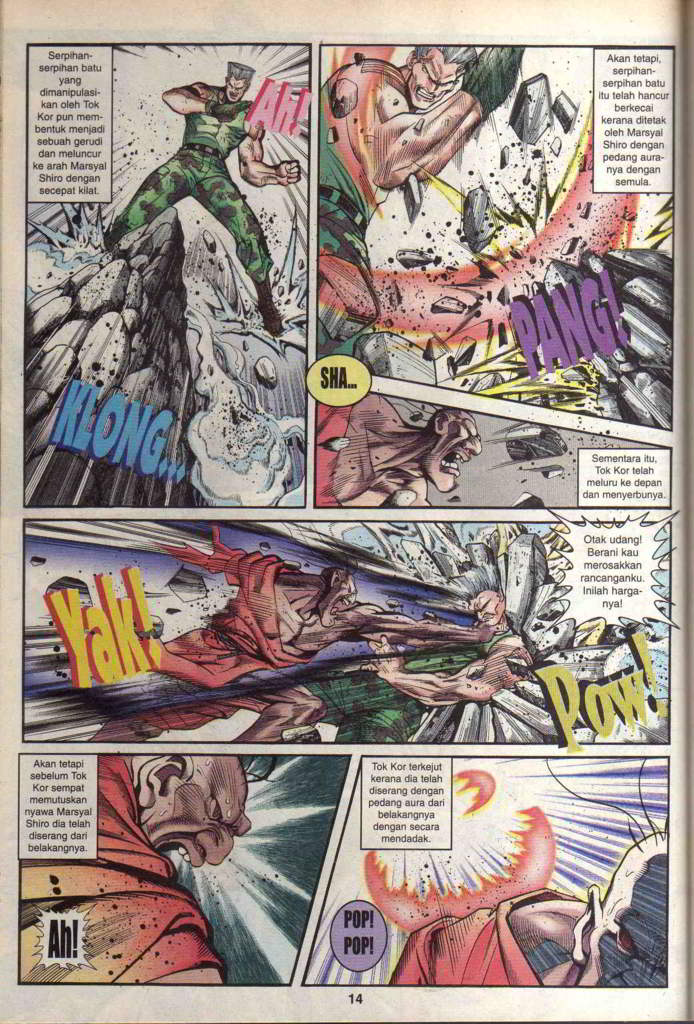 Serpihan-
serpihan batu
yang
dimanipulasi-
kan oleh Tok
Kor pun mem-
bentuk menjadi
sebuah gerudi
dan meluncur
ke arah Marsyal
Shiro dengan
secepat kilat.
Ah!
KLONG...
Akan tetapi,
serpihan-
serpihan batu
itu telah hancur
berkecai
kerana ditetak
oleh Marsyal
Shiro dengan
pedang aura-
nya dengan
semula.
PANG!
SHA...
Sementara itu,
Tok Kor telah
meluru ke depan
dan menyerbunya.
Otak udang!
Berani kau
merosakkan
rancanganku.
Inilah harga-
nya!
Yak!
Pow!
Akan tetapi
sebelum Tok
Kor sempat
memutuskan
nyawa Marsyal
Shiro dia telah
diserang dari
belakangnya.
Ah!
Tok Kor terkejut
kerana dia telah
diserang dengan
pedang aura dari
belakangnya
dengan secara
mendadak.
POP!
POP!
14